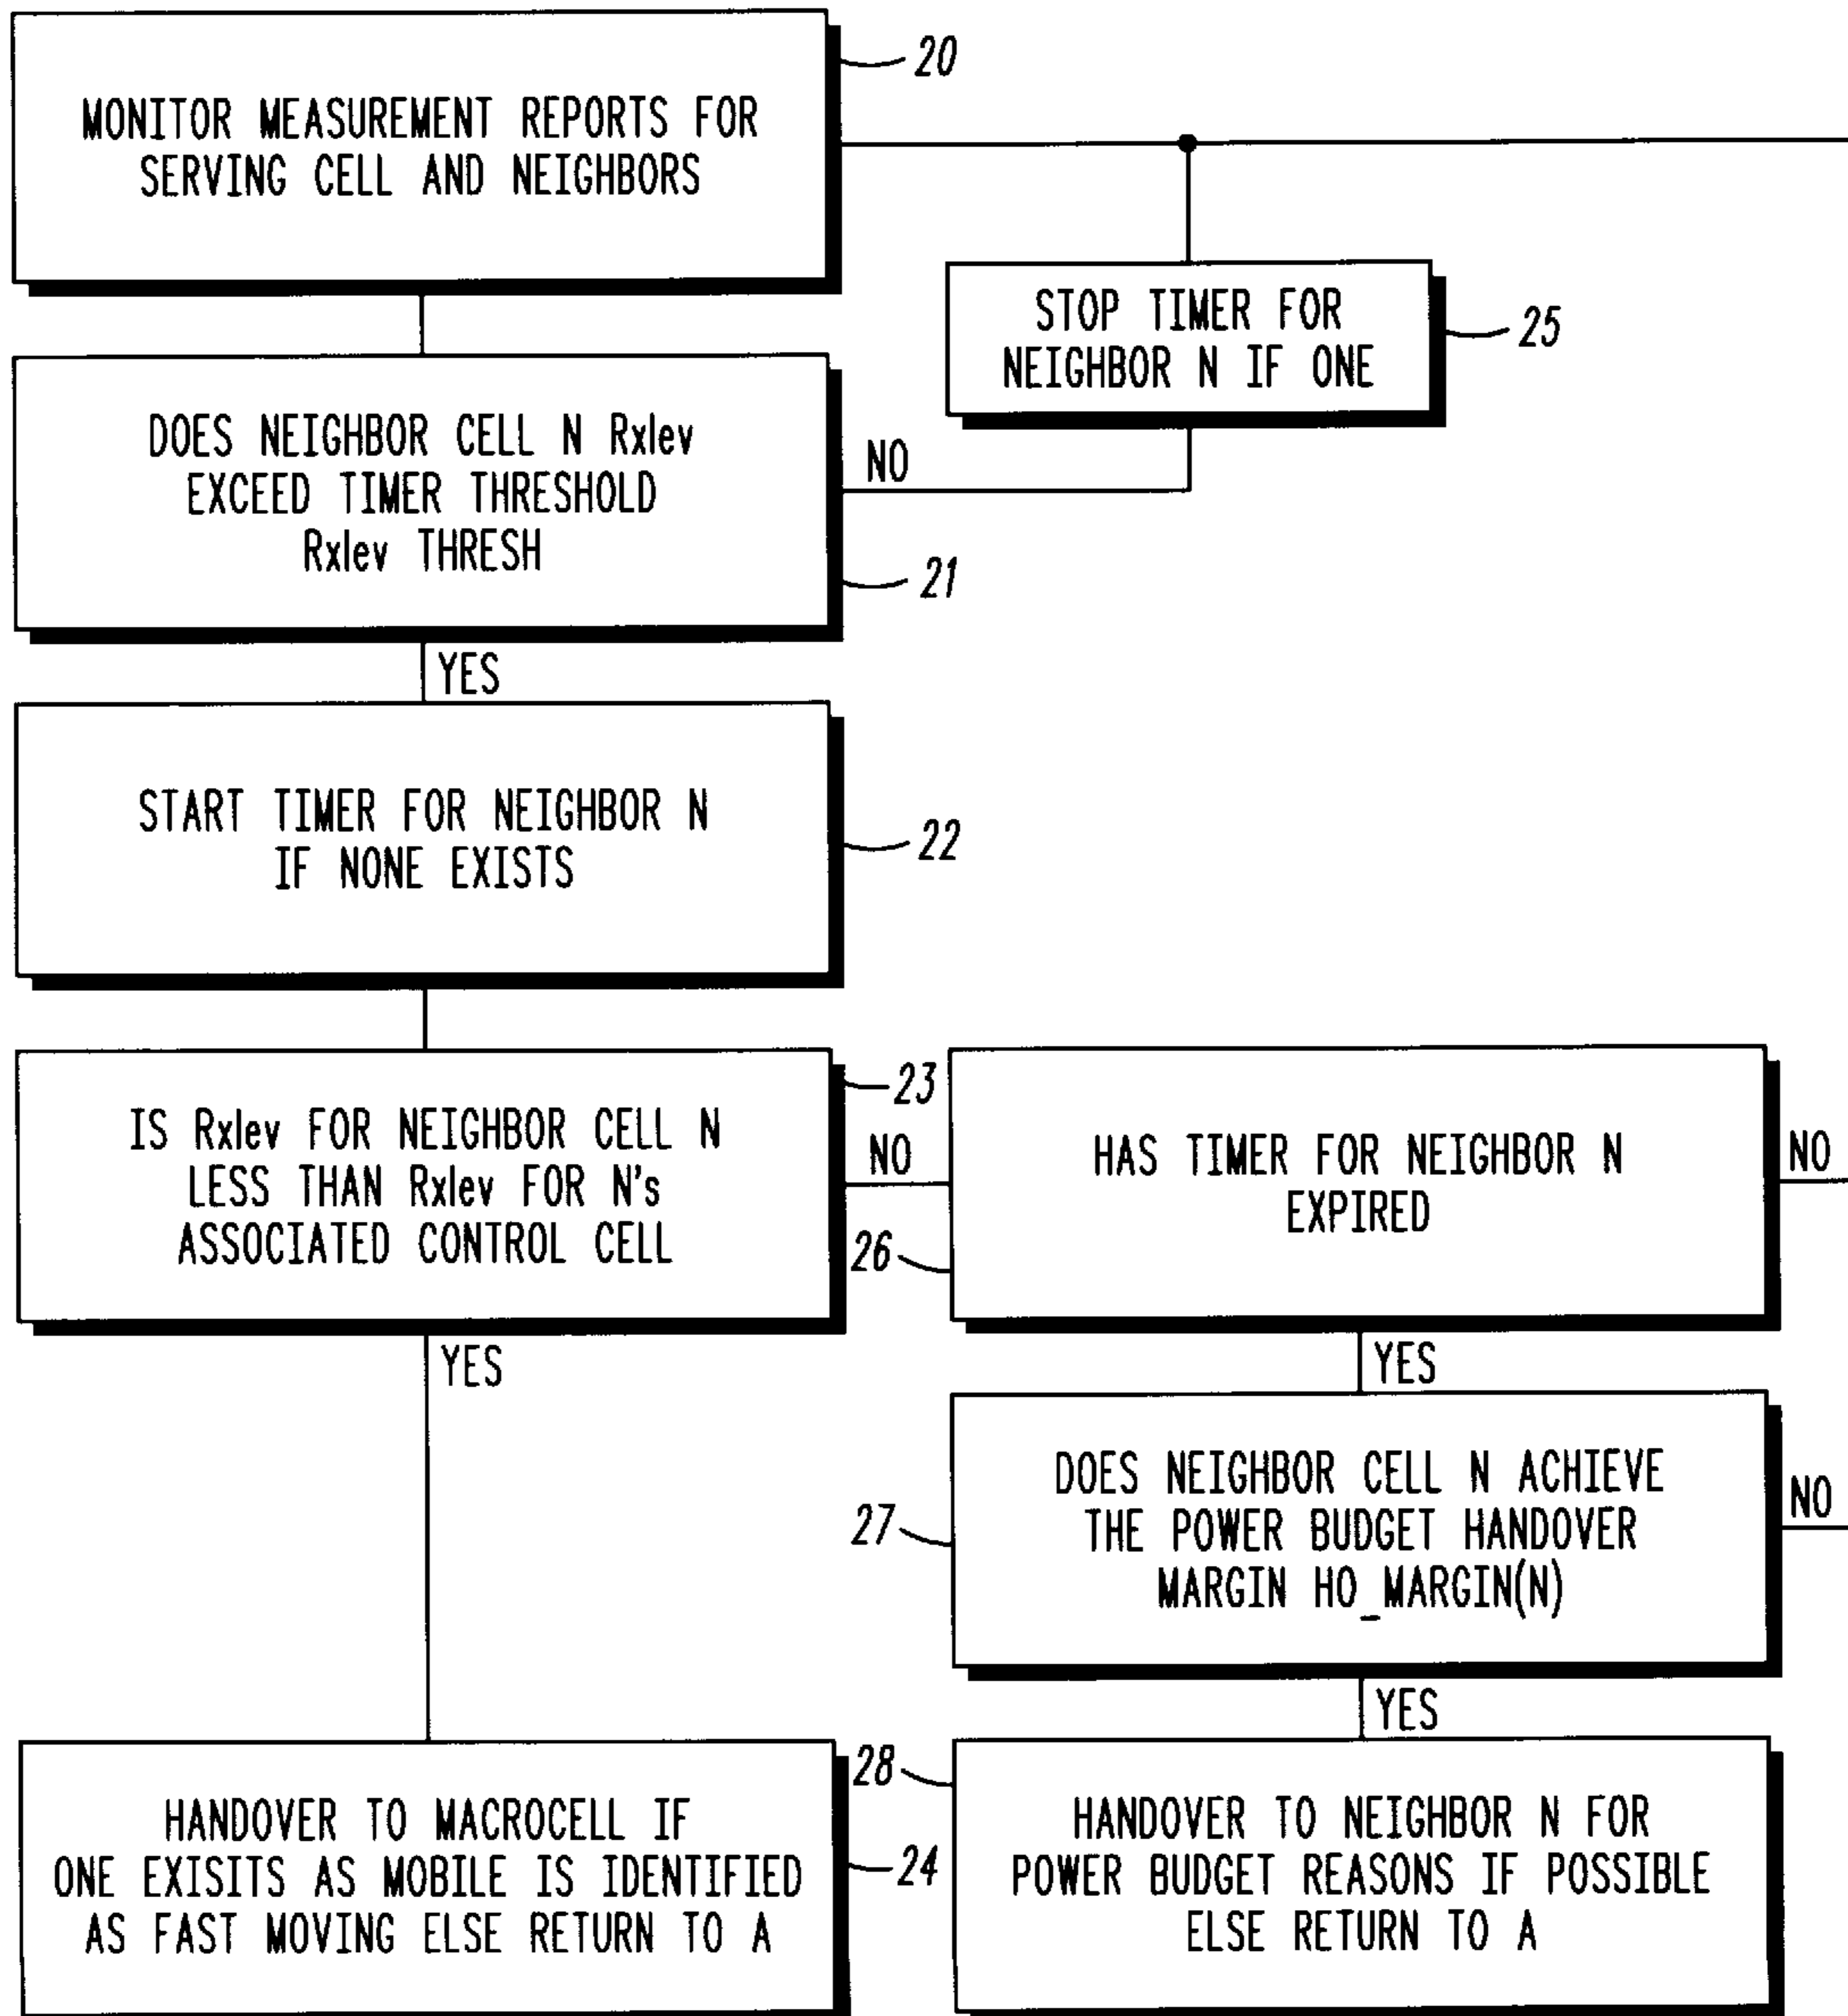 20
MONITOR MEASUREMENT REPORTS FOR
SERVING CELL AND NEIGHBORS
STOP TIMER FOR
NEIGHBOR N IF ONE
25
DOES NEIGHBOR CELL N Rxlev
EXCEED TIMER THRESHOLD
Rxlev THRESH
NO
21
YES
START TIMER FOR NEIGHBOR N
IF NONE EXISTS
22
IS Rxlev FOR NEIGHBOR CELL N
LESS THAN Rxlev FOR N's
ASSOCIATED CONTROL CELL
23
NO
HAS TIMER FOR NEIGHBOR N
EXPIRED
NO
26
YES
YES
DOES NEIGHBOR CELL N ACHIEVE
THE POWER BUDGET HANDOVER
MARGIN HO_MARGIN(N)
NO
27
YES
HANDOVER TO MACROCELL IF
ONE EXISITS AS MOBILE IS IDENTIFIED
AS FAST MOVING ELSE RETURN TO A
24
28
HANDOVER TO NEIGHBOR N FOR
POWER BUDGET REASONS IF POSSIBLE
ELSE RETURN TO A